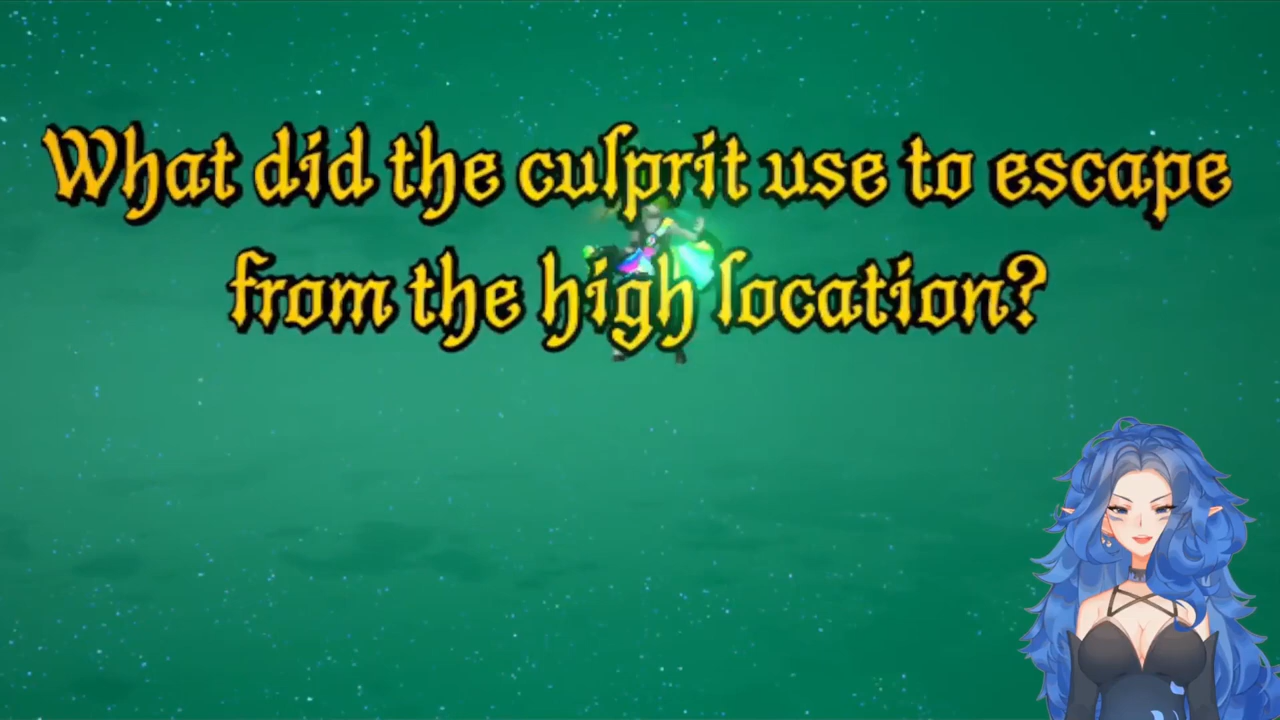 What did the culprit use to escape
from the high location?